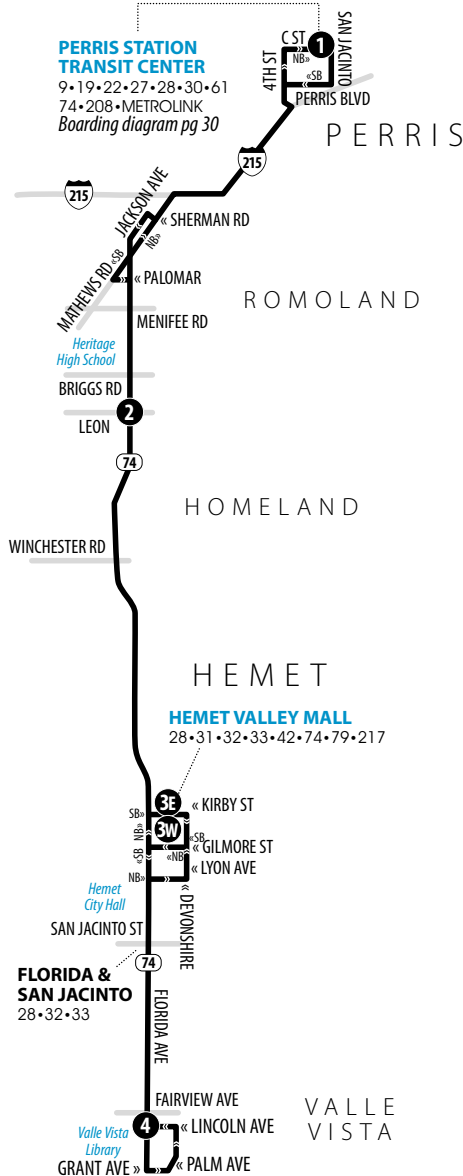 PERRIS STATION
TRANSIT CENTER
9•19•22•27•28•30•61
74•208•METROLINK
Boarding diagram pg 30
C ST
1
SAN JACINTO
NB»
4TH ST
«SB
PERRIS BLVD
PERRIS
215
215
JACKSON AVE
« SHERMAN RD
«SB
NB»
MATHEWS RD
« PALOMAR
ROMOLAND
MENIFEE RD
Heritage
High School
BRIGGS RD
2
LEON
74
HOMELAND
WINCHESTER RD
HEMET
HEMET VALLEY MALL
28•31•32•33•42•74•79•217
3E
« KIRBY ST
SB»
NB»
3W
«SB
« GILMORE ST
«SB
«NB
« LYON AVE
NB»
« DEVONSHIRE
Hemet
City Hall
SAN JACINTO ST
74
FLORIDA &
SAN JACINTO
28•32•33
FLORIDA AVE
FAIRVIEW AVE
4
« LINCOLN AVE
VALLE
VISTA
Valle Vista
Library
« PALM AVE
GRANT AVE »